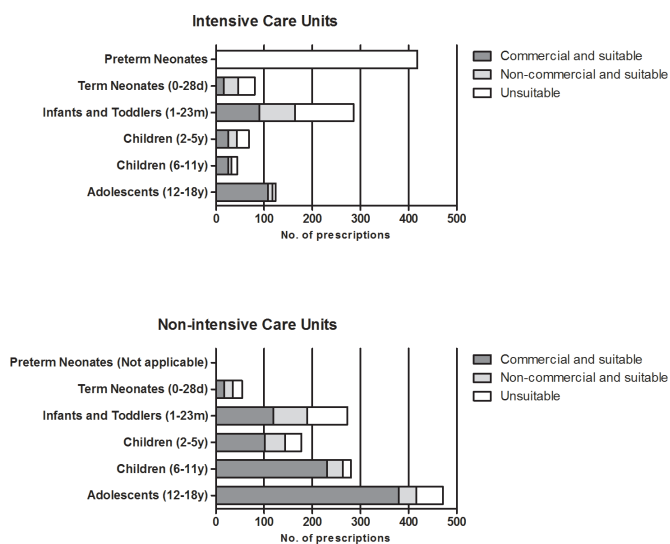 Intensive Care Units
Preterm Neonates
Term Neonates (0-28d)
Infants and Toddlers (1-23m)
Children (2-5y)
Children (6-11y)
Adolescents (12-18y)
0 100 200 300 400 500
No. of prescriptions
Commercial and suitable
Non-commercial and suitable
Unsuitable
Non-intensive Care Units
Preterm Neonates (Not applicable)
Term Neonates (0-28d)
Infants and Toddlers (1-23m)
Children (2-5y)
Children (6-11y)
Adolescents (12-18y)
0 100 200 300 400 500
No. of prescriptions
Commercial and suitable
Non-commercial and suitable
Unsuitable